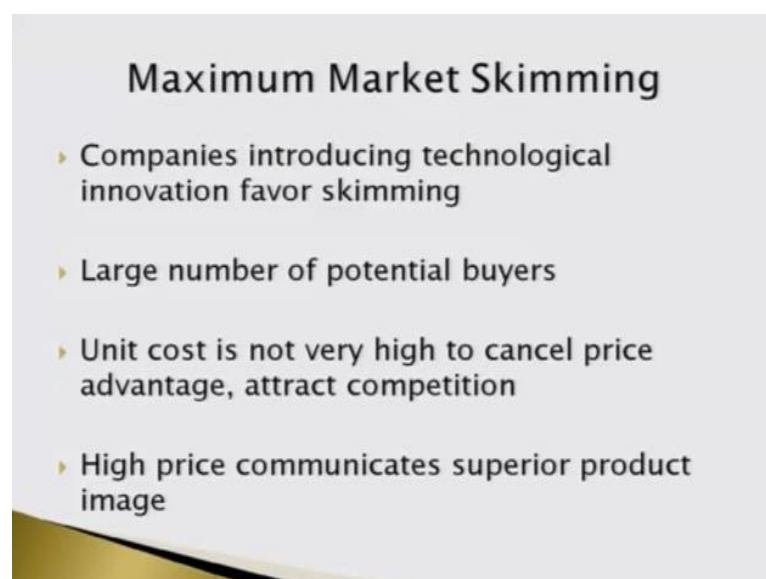 Maximum Market Skimming
Companies introducing technological
innovation favor skimming
Large number of potential buyers
Unit cost is not very high to cancel price
advantage, attract competition
High price communicates superior product
image